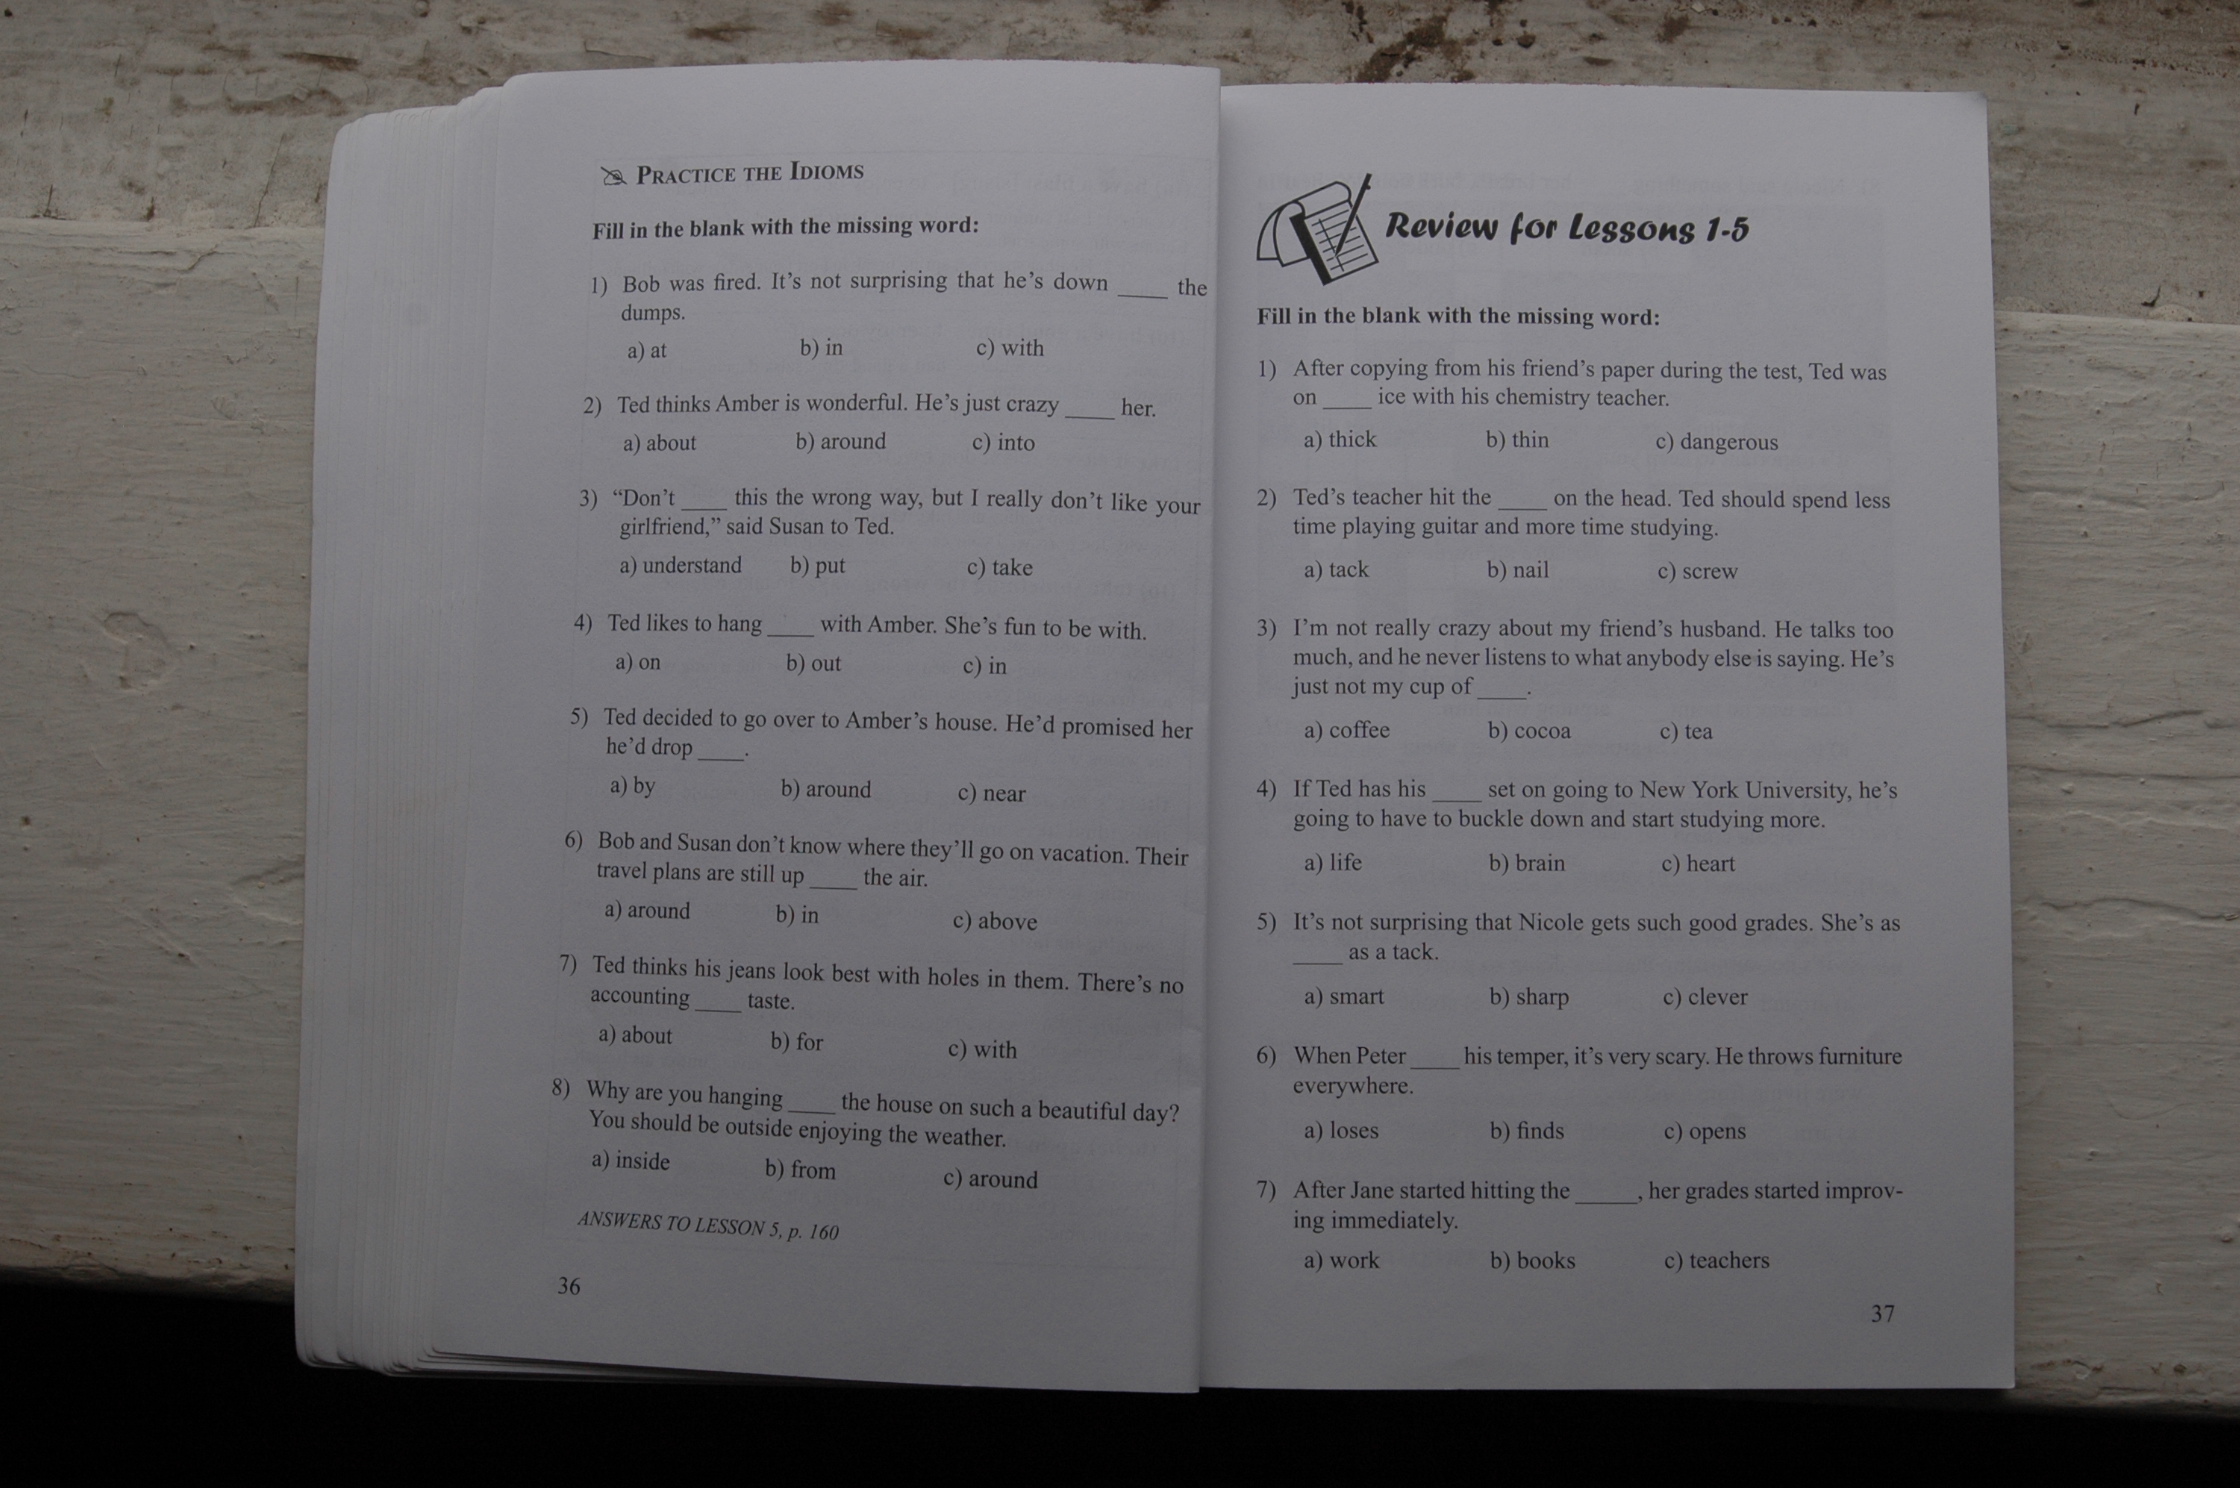 PRACTICE THE IDIOMS
Fill in the blank with the missing word:
1) Bob was fired. It's not surprising that he's down ____ the
dumps.
a) at b) in c) with
2) Ted thinks Amber is wonderful. He's just crazy ____ her.
a) about b) around c) into
3) “Don't ____ this the wrong way, but I really don't like your
girlfriend,” said Susan to Ted.
a) understand b) put c) take
4) Ted likes to hang ____ with Amber. She's fun to be with.
a) on b) out c) in
5) Ted decided to go over to Amber's house. He'd promised her
he'd drop ____.
a) by b) around c) near
6) Bob and Susan don't know where they'll go on vacation. Their
travel plans are still up ____ the air.
a) around b) in c) above
7) Ted thinks his jeans look best with holes in them. There's no
accounting ____ taste.
a) about b) for c) with
8) Why are you hanging ____ the house on such a beautiful day?
You should be outside enjoying the weather.
a) inside b) from c) around
ANSWERS TO LESSON 5, p. 160
36
Review for Lessons 1-5
Fill in the blank with the missing word:
1) After copying from his friend's paper during the test, Ted was
on ____ ice with his chemistry teacher.
a) thick b) thin c) dangerous
2) Ted's teacher hit the ____ on the head. Ted should spend less
time playing guitar and more time studying.
a) tack b) nail c) screw
3) I'm not really crazy about my friend's husband. He talks too
much, and he never listens to what anybody else is saying. He's
just not my cup of ____.
a) coffee b) cocoa c) tea
4) If Ted has his ____ set on going to New York University, he's
going to have to buckle down and start studying more.
a) life b) brain c) heart
5) It's not surprising that Nicole gets such good grades. She's as
____ as a tack.
a) smart b) sharp c) clever
6) When Peter ____ his temper, it's very scary. He throws furniture
everywhere.
a) loses b) finds c) opens
7) After Jane started hitting the _____, her grades started improv-
ing immediately.
a) work b) books c) teachers
37